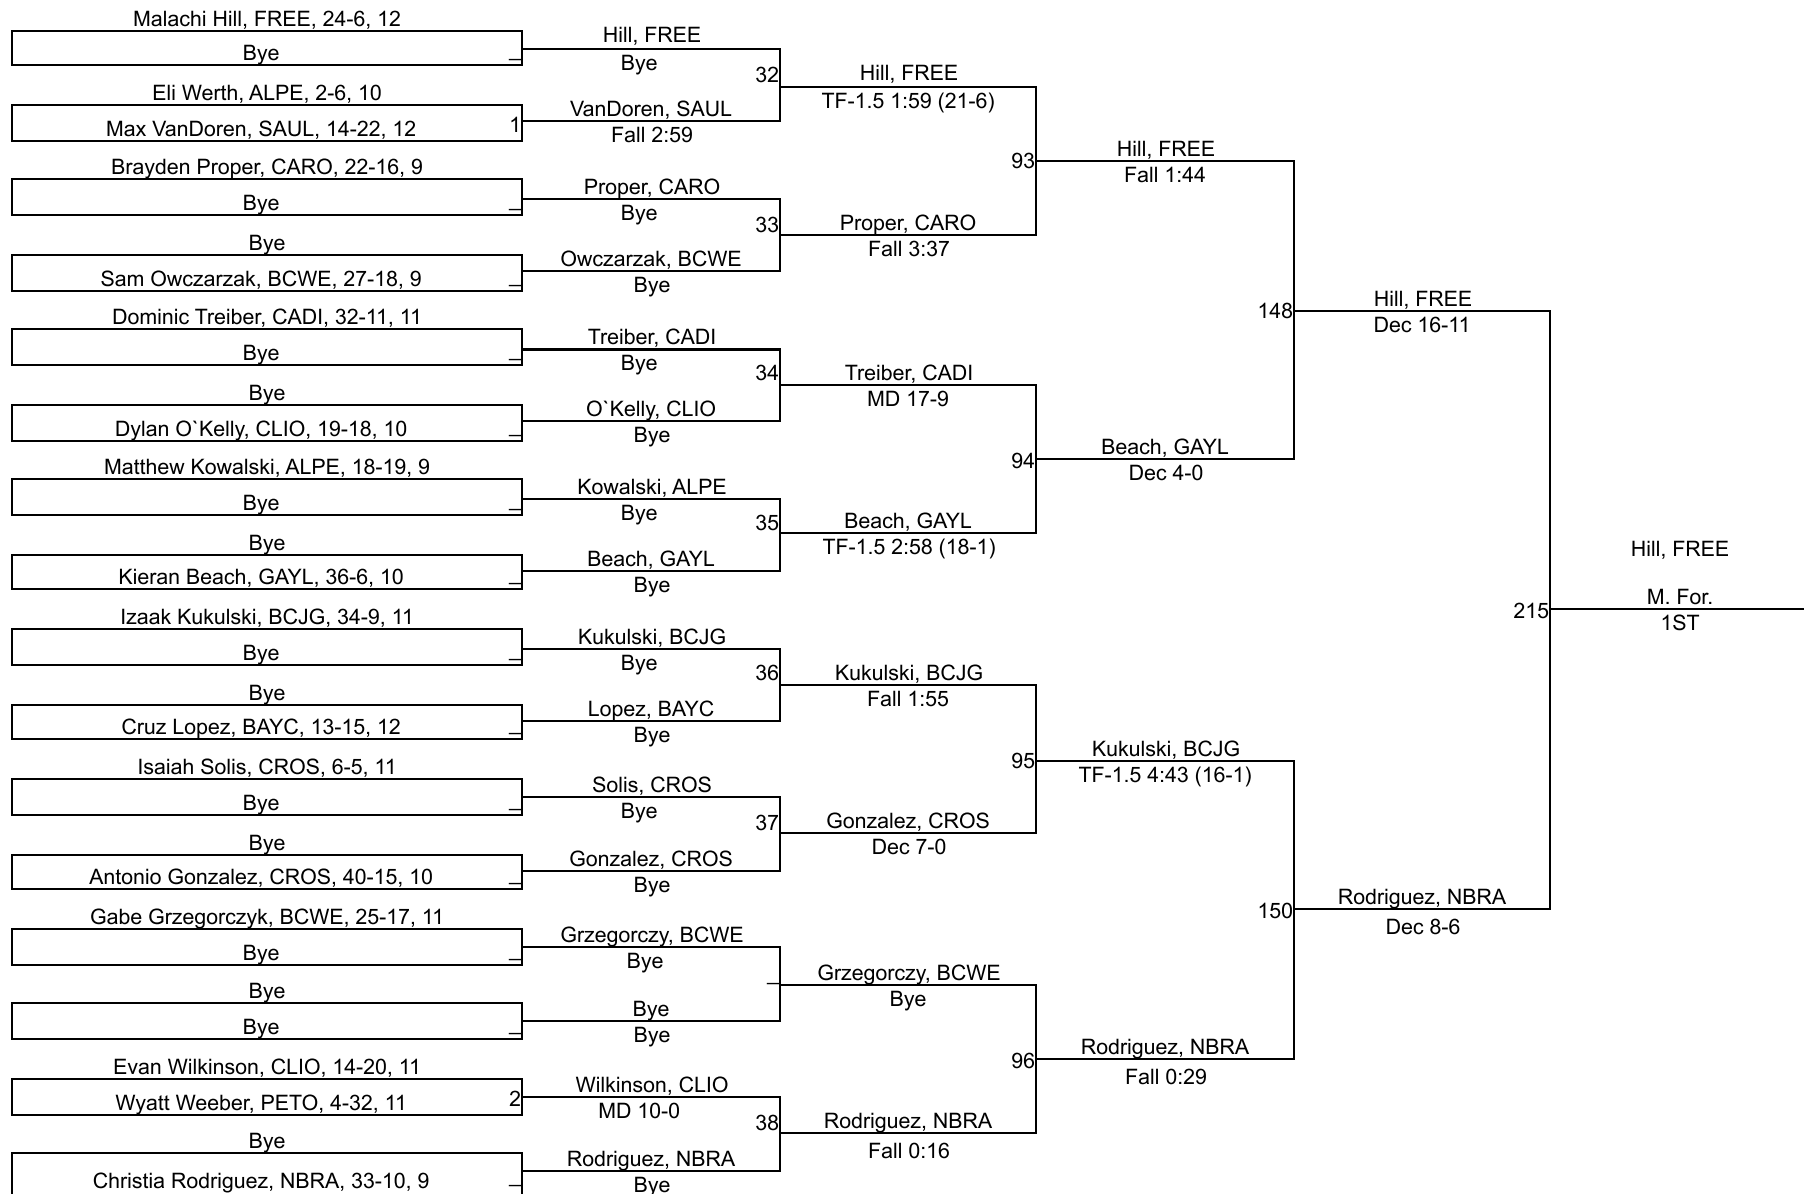 Malachi Hill, FREE, 24-6, 12
Bye
_
Eli Werth, ALPE, 2-6, 10
Max VanDoren, SAUL, 14-22, 12
1
Brayden Proper, CARO, 22-16, 9
Bye
_
Bye
Sam Owczarzak, BCWE, 27-18, 9
_
Dominic Treiber, CADI, 32-11, 11
Bye
_
Bye
Dylan O`Kelly, CLIO, 19-18, 10
_
Matthew Kowalski, ALPE, 18-19, 9
Bye
_
Bye
Kieran Beach, GAYL, 36-6, 10
_
Izaak Kukulski, BCJG, 34-9, 11
Bye
_
Bye
Cruz Lopez, BAYC, 13-15, 12
_
Isaiah Solis, CROS, 6-5, 11
Bye
_
Bye
Antonio Gonzalez, CROS, 40-15, 10
_
Gabe Grzegorczyk, BCWE, 25-17, 11
Bye
_
Bye
Bye
_
Evan Wilkinson, CLIO, 14-20, 11
Wyatt Weeber, PETO, 4-32, 11
2
Bye
Christia Rodriguez, NBRA, 33-10, 9
_
Hill, FREE
Bye
32
VanDoren, SAUL
Fall 2:59
Proper, CARO
Bye
33
Owczarzak, BCWE
Bye
Treiber, CADI
Bye
34
O`Kelly, CLIO
Bye
Kowalski, ALPE
Bye
35
Beach, GAYL
Bye
Kukulski, BCJG
Bye
36
Lopez, BAYC
Bye
Solis, CROS
Bye
37
Gonzalez, CROS
Bye
Grzegorczy, BCWE
Bye
_
Bye
Bye
Wilkinson, CLIO
MD 10-0
38
Rodriguez, NBRA
Bye
Hill, FREE
TF-1.5 1:59 (21-6)
93
Proper, CARO
Fall 3:37
Treiber, CADI
MD 17-9
94
Beach, GAYL
TF-1.5 2:58 (18-1)
Kukulski, BCJG
Fall 1:55
95
Gonzalez, CROS
Dec 7-0
Grzegorczy, BCWE
Bye
96
Rodriguez, NBRA
Fall 0:16
Hill, FREE
Fall 1:44
148
Beach, GAYL
Dec 4-0
Kukulski, BCJG
TF-1.5 4:43 (16-1)
150
Rodriguez, NBRA
Fall 0:29
Hill, FREE
Dec 16-11
215
Rodriguez, NBRA
Dec 8-6
Hill, FREE
M. For.
1ST